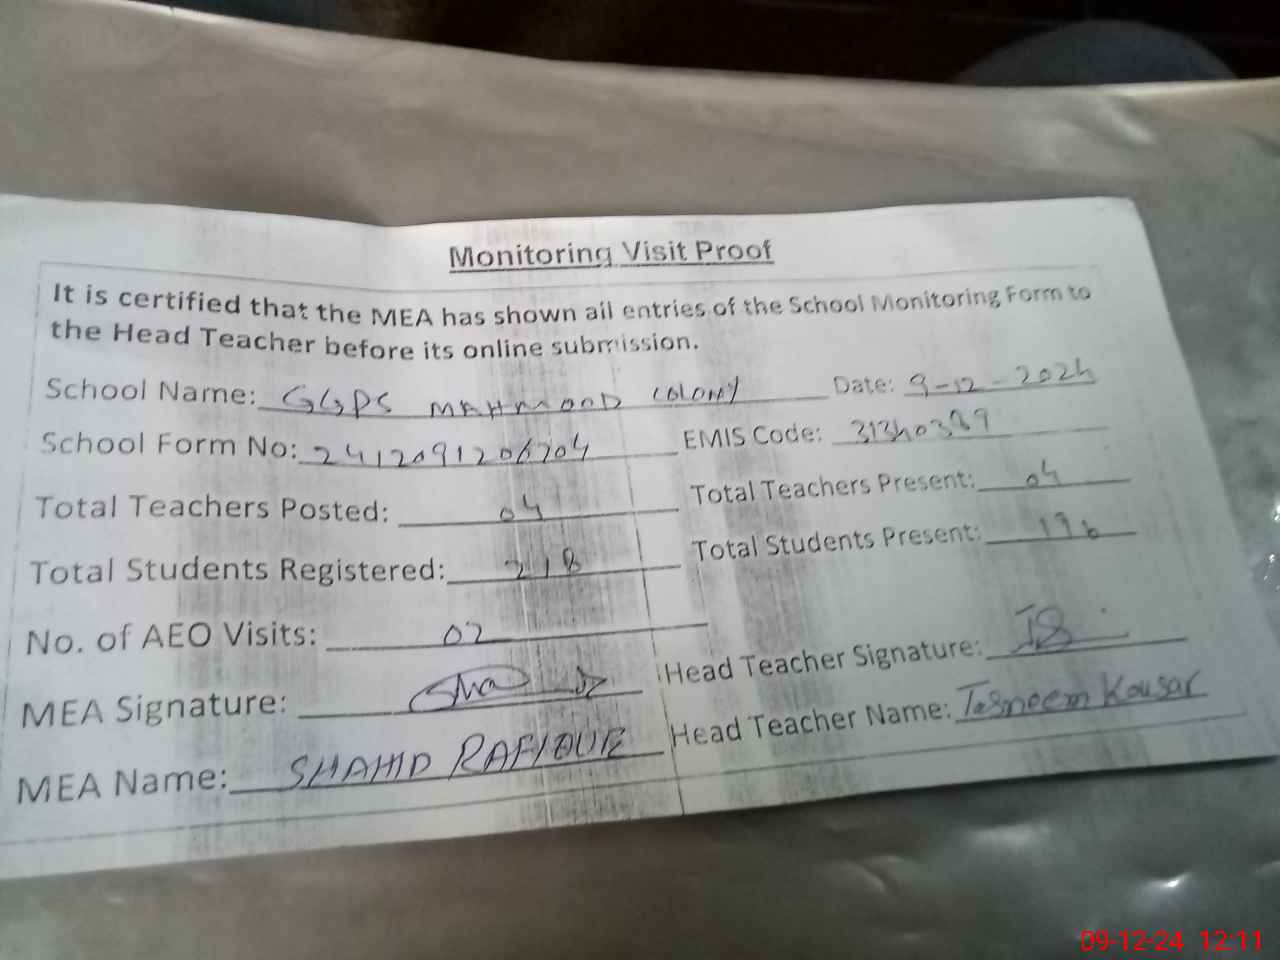 Monitoring Visit Proof
It is certified that the MEA has shown all entries of the School Monitoring Form to
the Head Teacher before its online submission.
School Name: GGPS MAHMOOD COLONY Date: 9-12-2024
School Form No: 2412091206704 EMIS Code: 31340389
Total Teachers Posted: 04 Total Teachers Present: 04
Total Students Registered: 218 Total Students Present: 196
No. of AEO Visits: 02
MEA Signature: Head Teacher Signature: TS
MEA Name: SHAHID Head Teacher Name: Tasneem Kousar
09-12-24 12:11